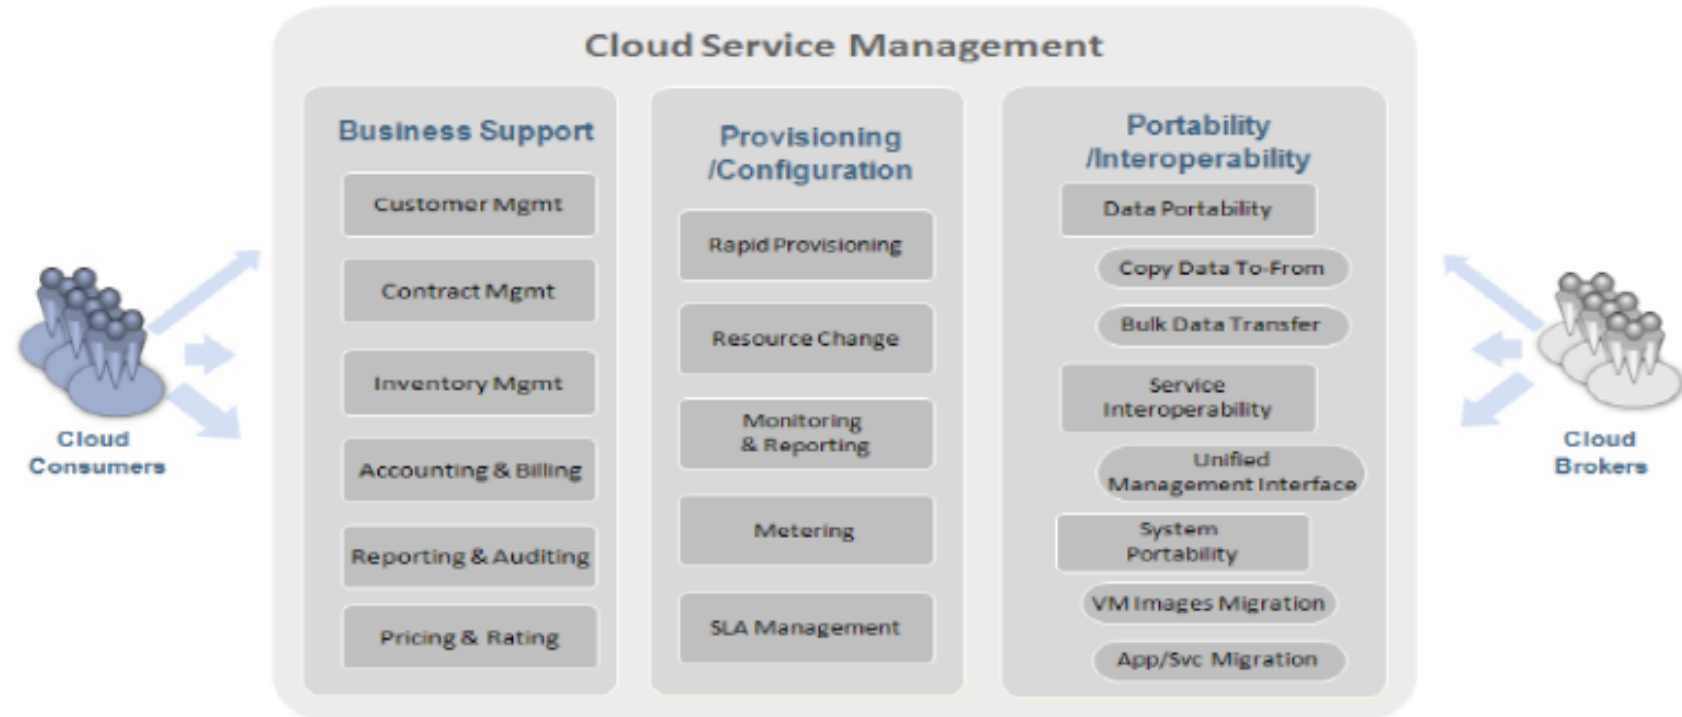 Cloud Service Management
Business Support
Customer Mgmt
Contract Mgmt
Inventory Mgmt
Accounting & Billing
Reporting & Auditing
Pricing & Rating
Provisioning
/Configuration
Rapid Provisioning
Resource Change
Monitoring
& Reporting
Metering
SLA Management
Portability
/Interoperability
Data Portability
Copy Data To-From
Bulk Data Transfer
Service
Interoperability
Unified
Management Interface
System
Portability
VM Images Migration
App/Svc Migration
Cloud
Consumers
Cloud
Brokers